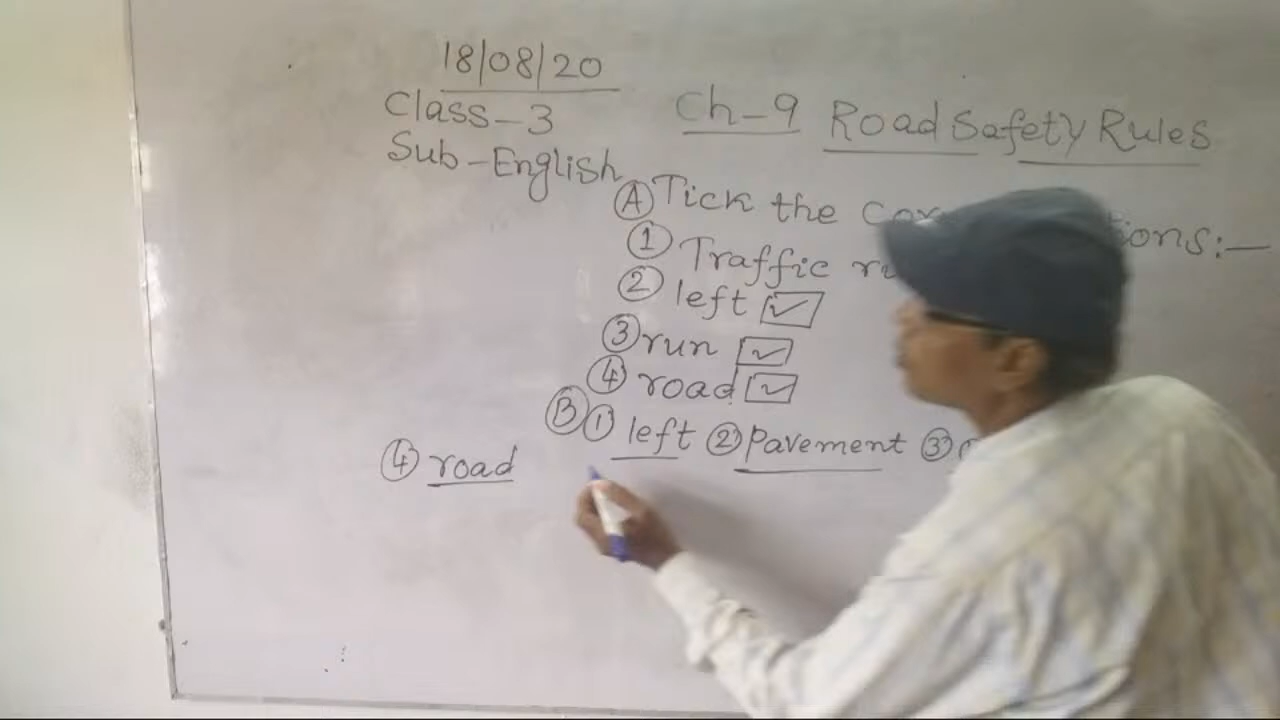 18/08/20
Class-3
Sub-English
Ch-9 Road Safety Rules
(A) Tick the :-
(1) Traffic
(2) left ✓
(3) run ✓
(4) road ✓
(B) (1) left (2) Pavement (3)
(4) road